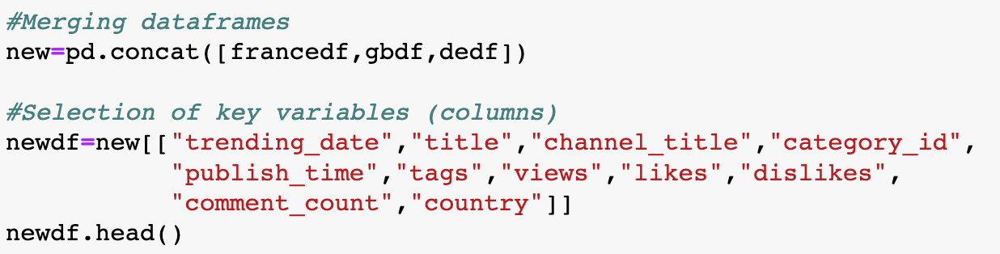 #Merging dataframes
new=pd.concat([francedf,gbdf,dedf])
#Selection of key variables (columns)
newdf=new[["trending_date","title","channel_title","category_id",
"publish_time","tags","views","likes","dislikes",
"comment_count","country"]]
newdf.head()